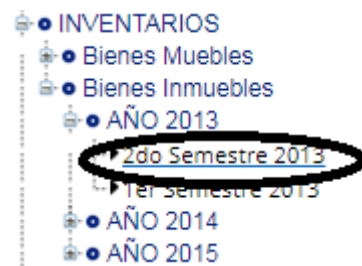 INVENTARIOS
Bienes Muebles
Bienes Inmuebles
AÑO 2013
2do Semestre 2013
1er Semestre 2013
AÑO 2014
AÑO 2015